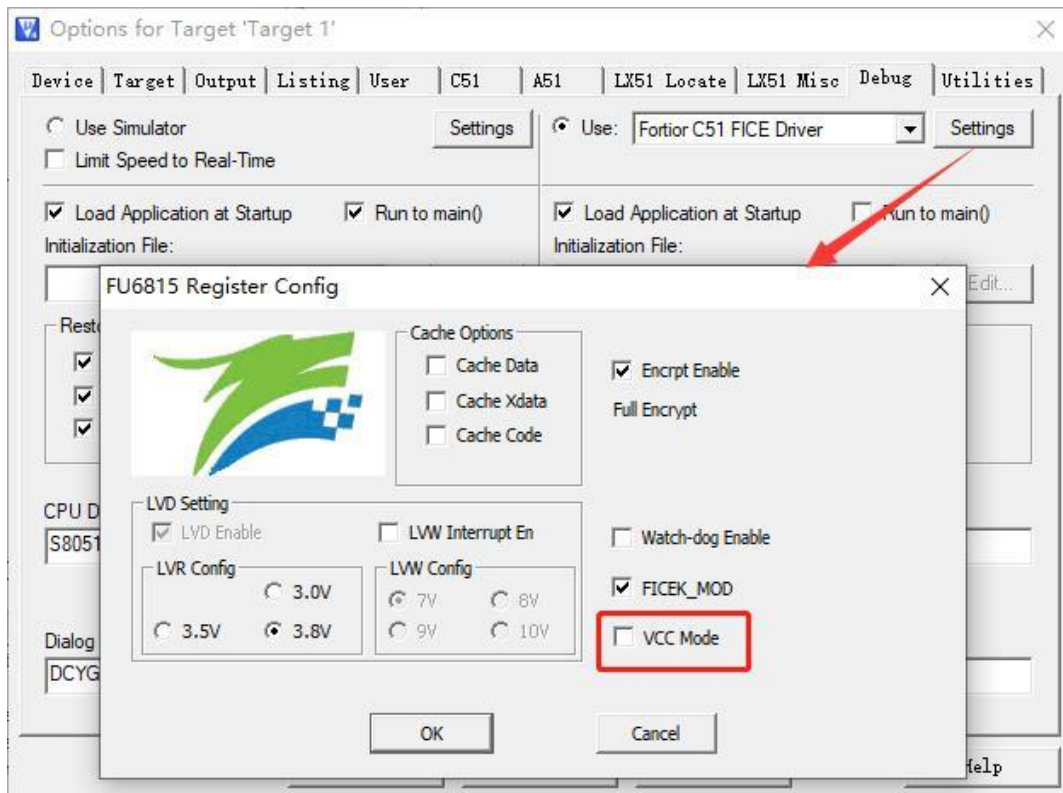 Options for Target 'Target 1'
Device Target Output Listing User C51 A51 LX51 Locate LX51 Misc Debug Utilities
Use Simulator Settings Use: Fortior C51 FICE Driver Settings
Limit Speed to Real-Time
Load Application at Startup Run to main() Load Application at Startup Run to main()
Initialization File: Initialization File:
Edit...
FU6815 Register Config
Rest
Cache Options
Cache Data
Cache Xdata
Cache Code
Encrpt Enable
Full Encrypt
CPU D
S8051
LVD Setting
LVD Enable LVW Interrupt En
LVR Config LVW Config
3.0V 7V 8V
3.5V 3.8V 9V 10V
Watch-dog Enable
FICEK_MOD
VCC Mode
Dialog
DCYG
OK Cancel
Help